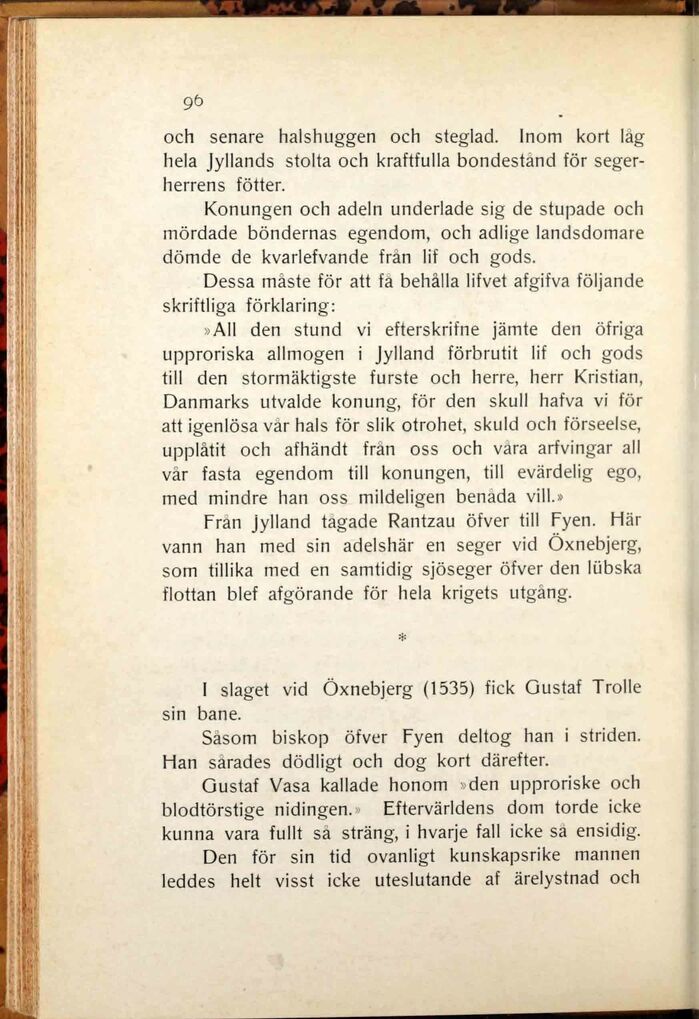 96
och senare halshuggen och steglad. Inom kort låg
hela Jyllands stolta och kraftfulla bondestånd för seger-
herrens fötter.
Konungen och adeln underlade sig de stupade och
mördade böndernas egendom, och adlige landsdomare
dömde de kvarlefvande från lif och gods.
Dessa måste för att få behålla lifvet afgifva följande
skriftliga förklaring:
»All den stund vi efterskrifne jämte den öfriga
upproriska allmogen i Jylland förbrutit lif och gods
till den stormäktigste furste och herre, herr Kristian,
Danmarks utvalde konung, för den skull hafva vi för
att igenlösa vår hals för slik otrohet, skuld och förseelse,
upplåtit och afhändt från oss och våra arfvingar all
vår fasta egendom till konungen, till evärdelig ego,
med mindre han oss mildeligen benåda vill.»
Från Jylland tågade Rantzau öfver till Fyen. Här
vann han med sin adelshär en seger vid Öxnebjerg,
som tillika med en samtidig sjöseger öfver den lübska
flottan blef afgörande för hela krigets utgång.
*
I slaget vid Öxnebjerg (1535) fick Gustaf Trolle
sin bane.
Såsom biskop öfver Fyen deltog han i striden.
Han sårades dödligt och dog kort därefter.
Gustaf Vasa kallade honom »den upproriske och
blodtörstige nidingen.» Eftervärldens dom torde icke
kunna vara fullt så sträng, i hvarje fall icke så ensidig.
Den för sin tid ovanligt kunskapsrike mannen
leddes helt visst icke uteslutande af ärelystnad och